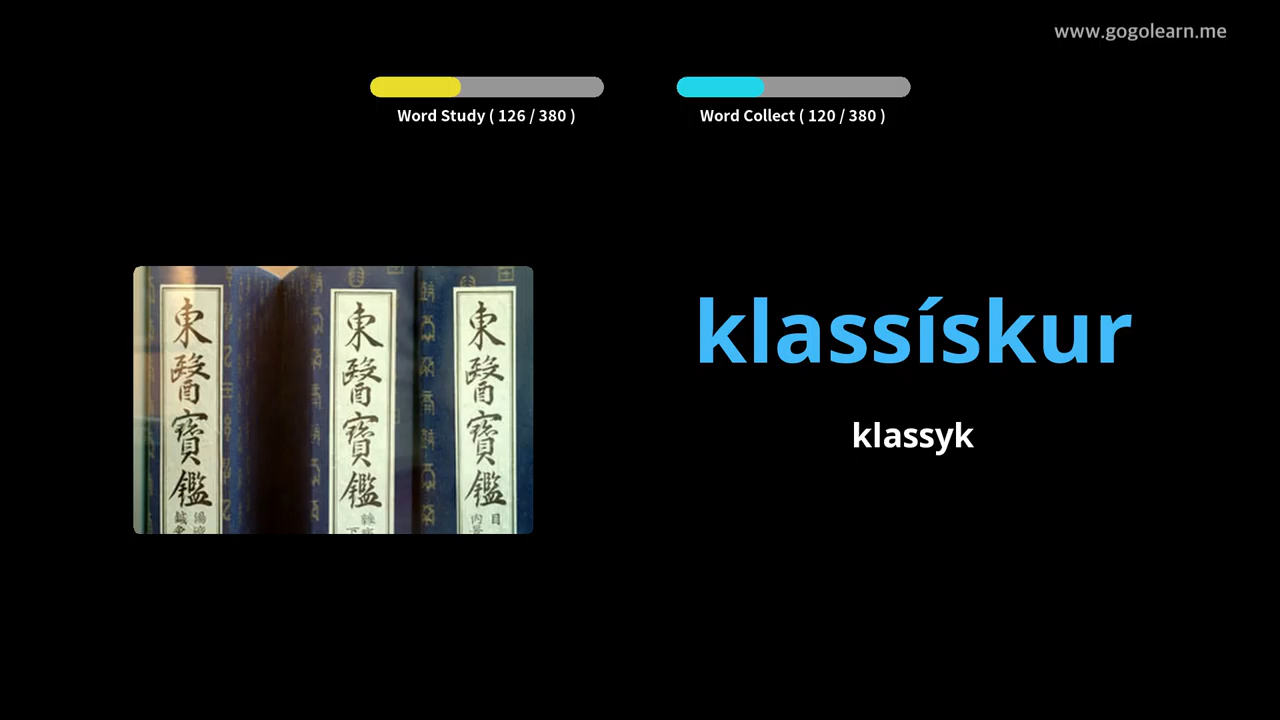 www.gogolearn.me
Word Study ( 126 / 380 )
Word Collect ( 120 / 380 )
東醫寶鑑
東醫寶鑑
東醫寶鑑
klassískur
klassyk